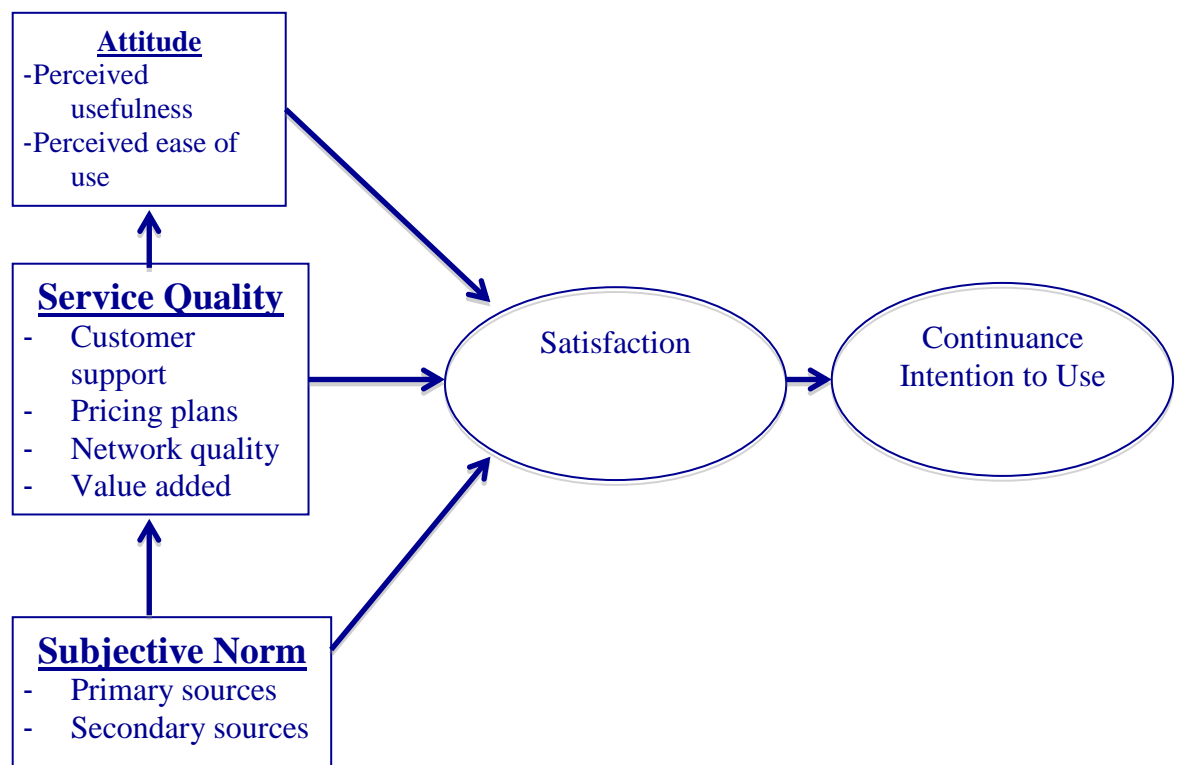 Attitude
-Perceived
usefulness
-Perceived ease of
use
Service Quality
- Customer
support
- Pricing plans
- Network quality
- Value added
Subjective Norm
- Primary sources
- Secondary sources
Satisfaction
Continuance
Intention to Use